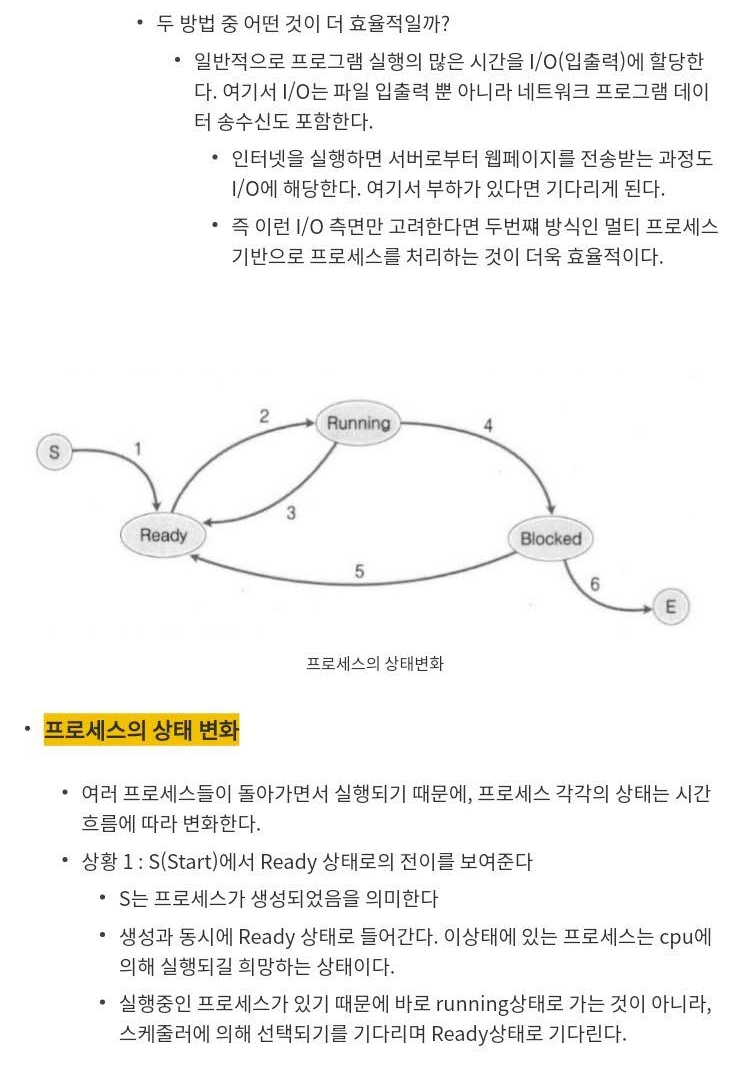 • 두 방법 중 어떤 것이 더 효율적일까?
• 일반적으로 프로그램 실행의 많은 시간을 I/O(입출력)에 할당한
다. 여기서 I/O는 파일 입출력 뿐 아니라 네트워크 프로그램 데이
터 송수신도 포함한다.
• 인터넷을 실행하면 서버로부터 웹페이지를 전송받는 과정도
I/O에 해당한다. 여기서 부하가 있다면 기다리게 된다.
• 즉 이런 I/O 측면만 고려한다면 두번쨰 방식인 멀티 프로세스
기반으로 프로세스를 처리하는 것이 더욱 효율적이다.
S
1
2
Running
4
3
Ready
Blocked
5
6
E
프로세스의 상태변화
• 프로세스의 상태 변화
• 여러 프로세스들이 돌아가면서 실행되기 때문에, 프로세스 각각의 상태는 시간
흐름에 따라 변화한다.
• 상황 1 : S(Start)에서 Ready 상태로의 전이를 보여준다
• S는 프로세스가 생성되었음을 의미한다
• 생성과 동시에 Ready 상태로 들어간다. 이상태에 있는 프로세스는 cpu에
의해 실행되길 희망하는 상태이다.
• 실행중인 프로세스가 있기 때문에 바로 running상태로 가는 것이 아니라,
스케줄러에 의해 선택되기를 기다리며 Ready상태로 기다린다.